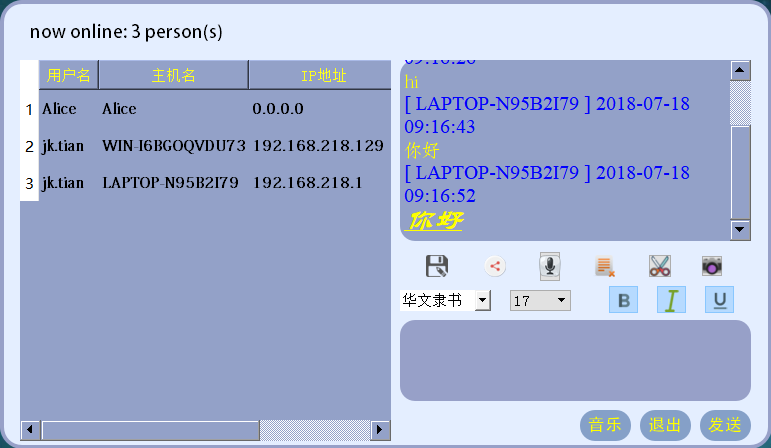 now online: 3 person(s)
用户名 主机名 IP地址
1 Alice Alice 0.0.0.0
2 jk.tian WIN-I6BGOQVDU73 192.168.218.129
3 jk.tian LAPTOP-N95B2I79 192.168.218.1
09:16:26
hi
[ LAPTOP-N95B2I79 ] 2018-07-18
09:16:43
你好
[ LAPTOP-N95B2I79 ] 2018-07-18
09:16:52
你好
华文隶书 17 B I U
音乐 退出 发送